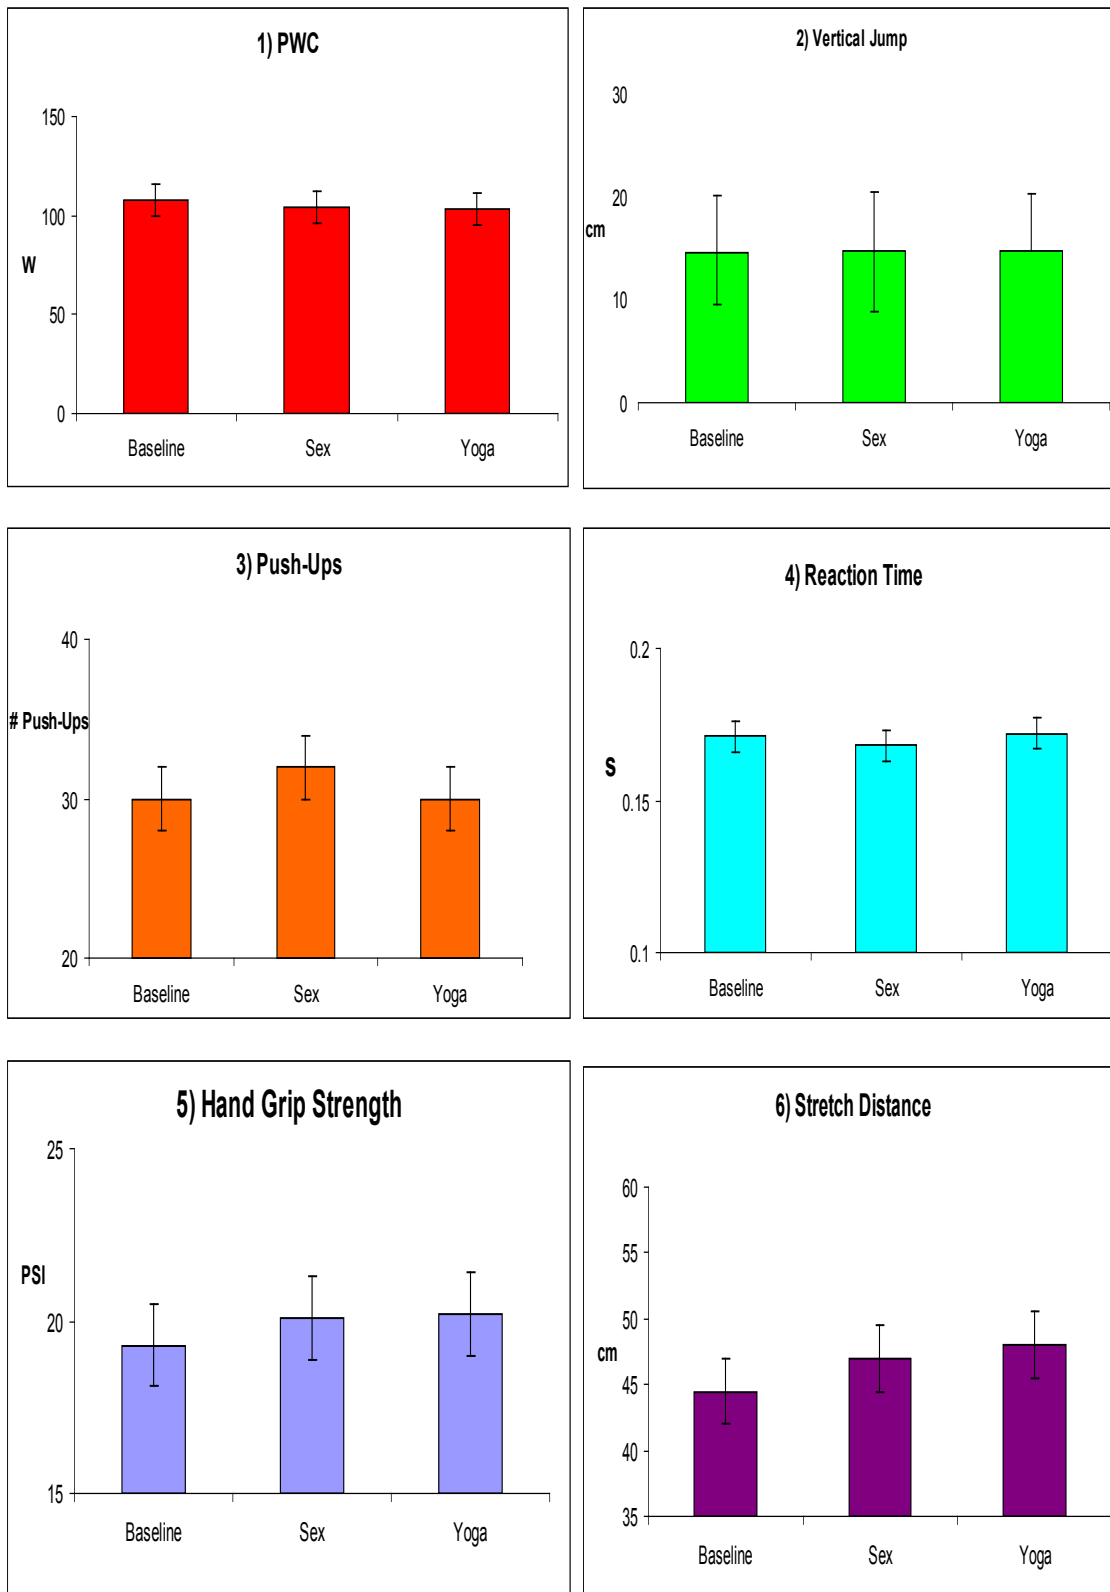 1) PWC
150
100
W
50
0
Baseline Sex Yoga
2) Vertical Jump
30
20
cm
10
0
Baseline Sex Yoga
3) Push-Ups
40
# Push-Ups
30
20
Baseline Sex Yoga
4) Reaction Time
0.2
s
0.15
0.1
Baseline Sex Yoga
5) Hand Grip Strength
25
PSI
20
15
Baseline Sex Yoga
6) Stretch Distance
60
55
50
cm
45
40
35
Baseline Sex Yoga